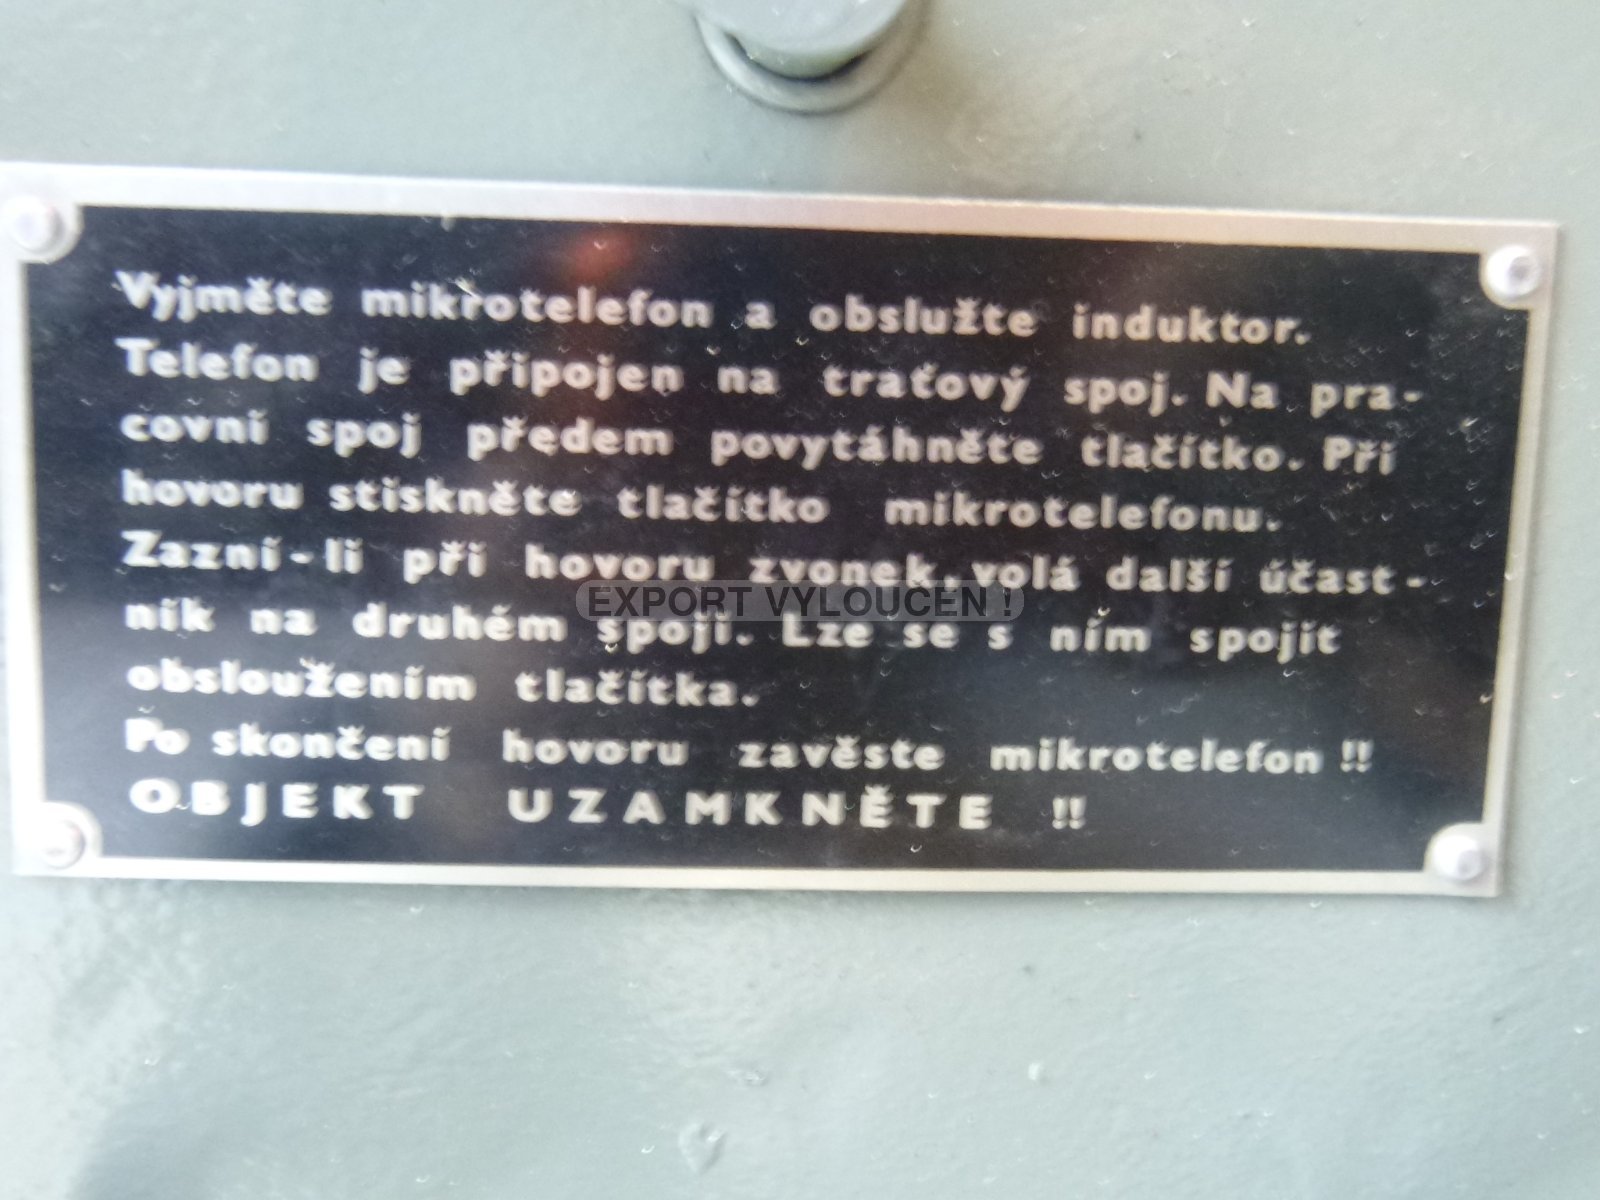 Vyjměte mikrotelefon a obslužte induktor.
Telefon je připojen na traťový spoj. Na pra-
covní spoj předem povytáhněte tlačítko. Při
hovoru stiskněte tlačítko mikrotelefonu.
Zazní-li při hovoru zvonek, volá další účast-
EXPORT VYLOUCEN !
ník na druhém spoji. Lze se s ním spojit
obsloužením tlačítka.
Po skončení hovoru zavěste mikrotelefon !!
OBJEKT UZAMKNĚTE !!